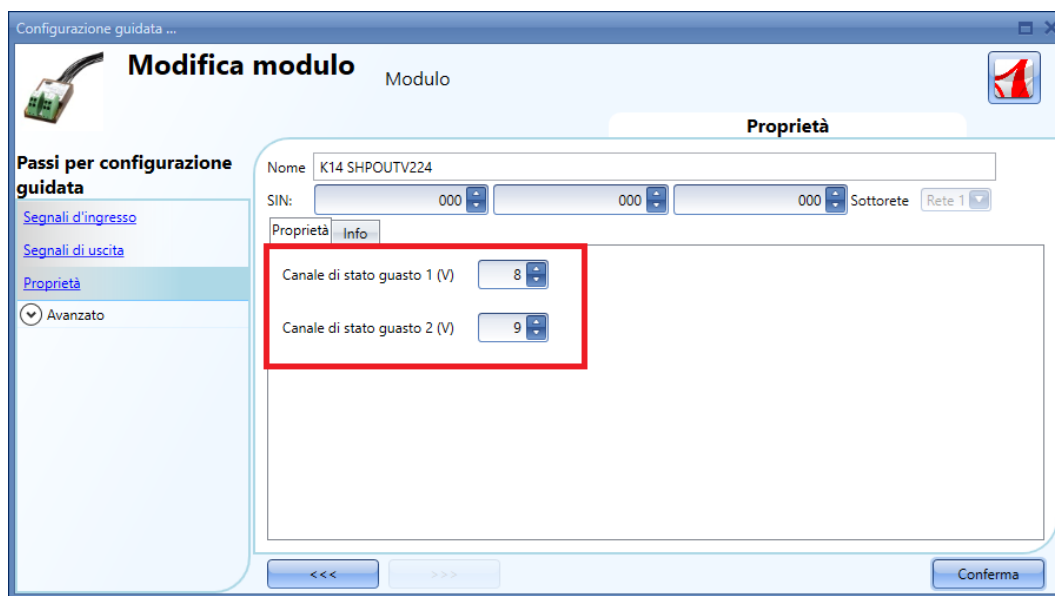 Configurazione guidata ...
Modifica modulo
Modulo
Proprietà
Passi per configurazione
guidata
Segnali d'ingresso
Segnali di uscita
Proprietà
Avanzato
Nome K14 SHPOUTV224
SIN: 000 000 000 Sottorete Rete 1
Proprietà Info
Canale di stato guasto 1 (V) 8
Canale di stato guasto 2 (V) 9
<<< >>> Conferma